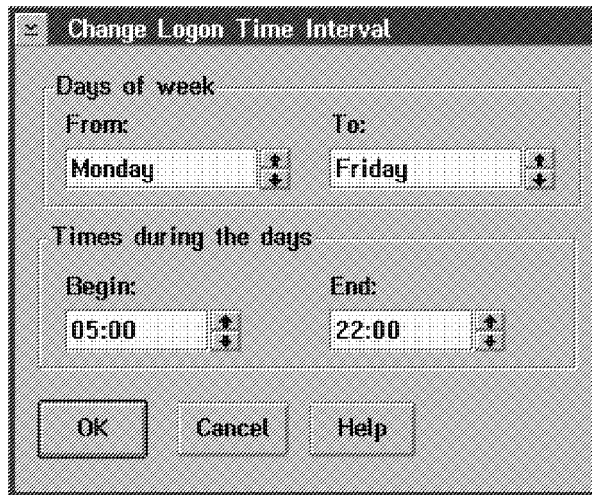 Change Logon Time Interval
Days of week
From: To:
Monday Friday
Times during the days
Begin: End:
05:00 22:00
OK Cancel Help